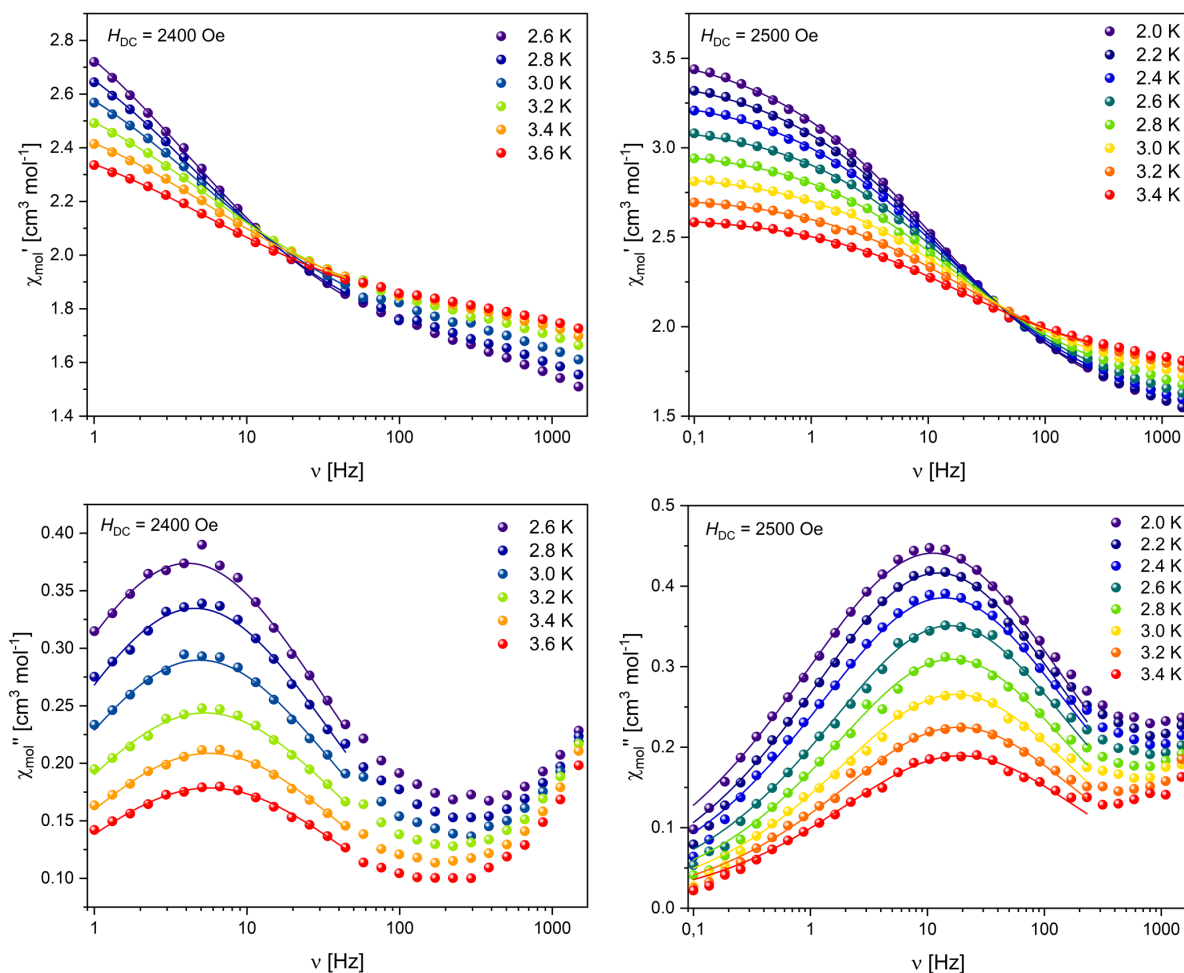 H_DC = 2400 Oe
2.6 K
2.8 K
3.0 K
3.2 K
3.4 K
3.6 K
2.8
2.6
2.4
2.2
2.0
1.8
1.6
1.4
χmol' [cm³ mol⁻¹]
1 10 100 1000
ν [Hz]
H_DC = 2500 Oe
2.0 K
2.2 K
2.4 K
2.6 K
2.8 K
3.0 K
3.2 K
3.4 K
3.5
3.0
2.5
2.0
1.5
χmol' [cm³ mol⁻¹]
0,1 1 10 100 1000
ν [Hz]
H_DC = 2400 Oe
2.6 K
2.8 K
3.0 K
3.2 K
3.4 K
3.6 K
0.40
0.35
0.30
0.25
0.20
0.15
0.10
χmol'' [cm³ mol⁻¹]
1 10 100 1000
ν [Hz]
H_DC = 2500 Oe
2.0 K
2.2 K
2.4 K
2.6 K
2.8 K
3.0 K
3.2 K
3.4 K
0.5
0.4
0.3
0.2
0.1
0.0
χmol'' [cm³ mol⁻¹]
0,1 1 10 100 1000
ν [Hz]